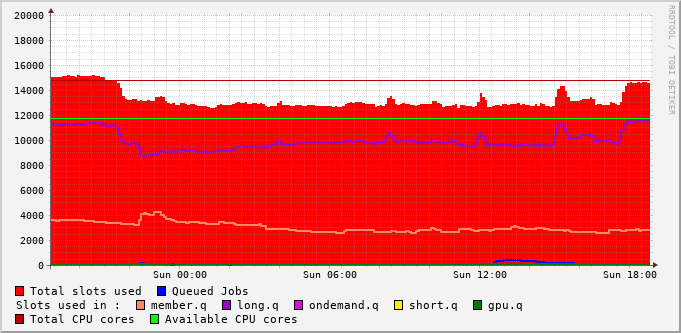 20000
18000
16000
14000
12000
10000
8000
6000
4000
2000
0
Sun 00:00 Sun 06:00 Sun 12:00 Sun 18:00
Total slots used Queued Jobs
Slots used in : member.q long.q ondemand.q short.q gpu.q
Total CPU cores Available CPU cores
RRDTOOL / TOBI OETIKER